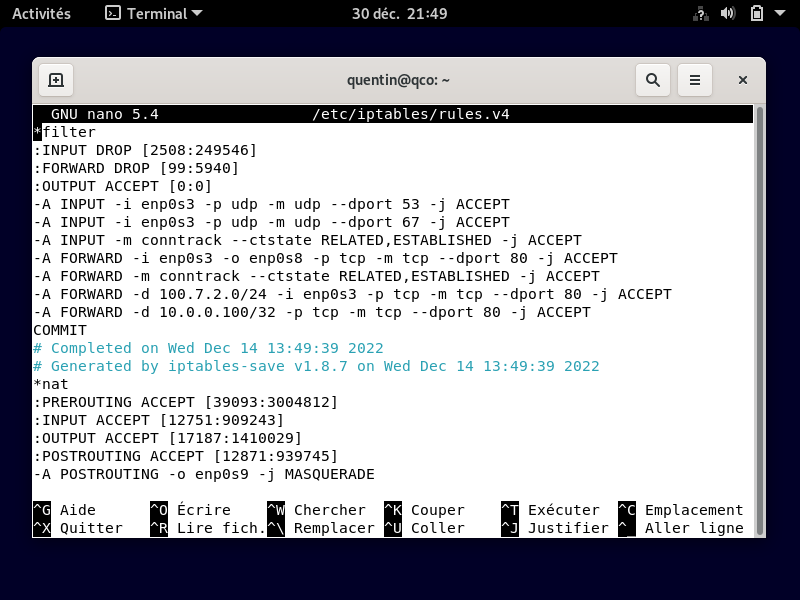 Activités Terminal 30 déc. 21:49
quentin@qco: ~
GNU nano 5.4 /etc/iptables/rules.v4
*filter
:INPUT DROP [2508:249546]
:FORWARD DROP [99:5940]
:OUTPUT ACCEPT [0:0]
-A INPUT -i enp0s3 -p udp -m udp --dport 53 -j ACCEPT
-A INPUT -i enp0s3 -p udp -m udp --dport 67 -j ACCEPT
-A INPUT -m conntrack --ctstate RELATED,ESTABLISHED -j ACCEPT
-A FORWARD -i enp0s3 -o enp0s8 -p tcp -m tcp --dport 80 -j ACCEPT
-A FORWARD -m conntrack --ctstate RELATED,ESTABLISHED -j ACCEPT
-A FORWARD -d 100.7.2.0/24 -i enp0s3 -p tcp -m tcp --dport 80 -j ACCEPT
-A FORWARD -d 10.0.0.100/32 -p tcp -m tcp --dport 80 -j ACCEPT
COMMIT
# Completed on Wed Dec 14 13:49:39 2022
# Generated by iptables-save v1.8.7 on Wed Dec 14 13:49:39 2022
*nat
:PREROUTING ACCEPT [39093:3004812]
:INPUT ACCEPT [12751:909243]
:OUTPUT ACCEPT [17187:1410029]
:POSTROUTING ACCEPT [12871:939745]
-A POSTROUTING -o enp0s9 -j MASQUERADE
^G Aide ^O Écrire ^W Chercher ^K Couper ^T Exécuter ^C Emplacement
^X Quitter ^R Lire fich. ^\ Remplacer ^U Coller ^J Justifier ^_ Aller ligne